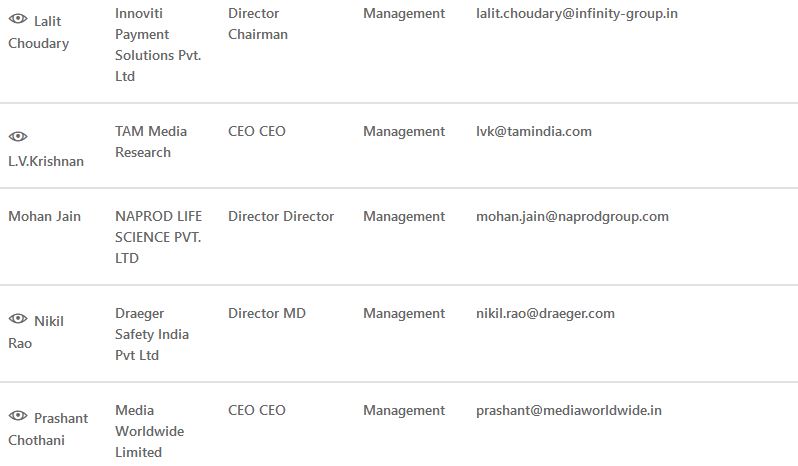 Lalit Choudary Innoviti Payment Solutions Pvt. Ltd Director Chairman Management lalit.choudary@infinity-group.in
L.V.Krishnan TAM Media Research CEO CEO Management lvk@tamindia.com
Mohan Jain NAPROD LIFE SCIENCE PVT. LTD Director Director Management mohan.jain@naprodgroup.com
Nikil Rao Draeger Safety India Pvt Ltd Director MD Management nikil.rao@draeger.com
Prashant Chothani Media Worldwide Limited CEO CEO Management prashant@mediaworldwide.in